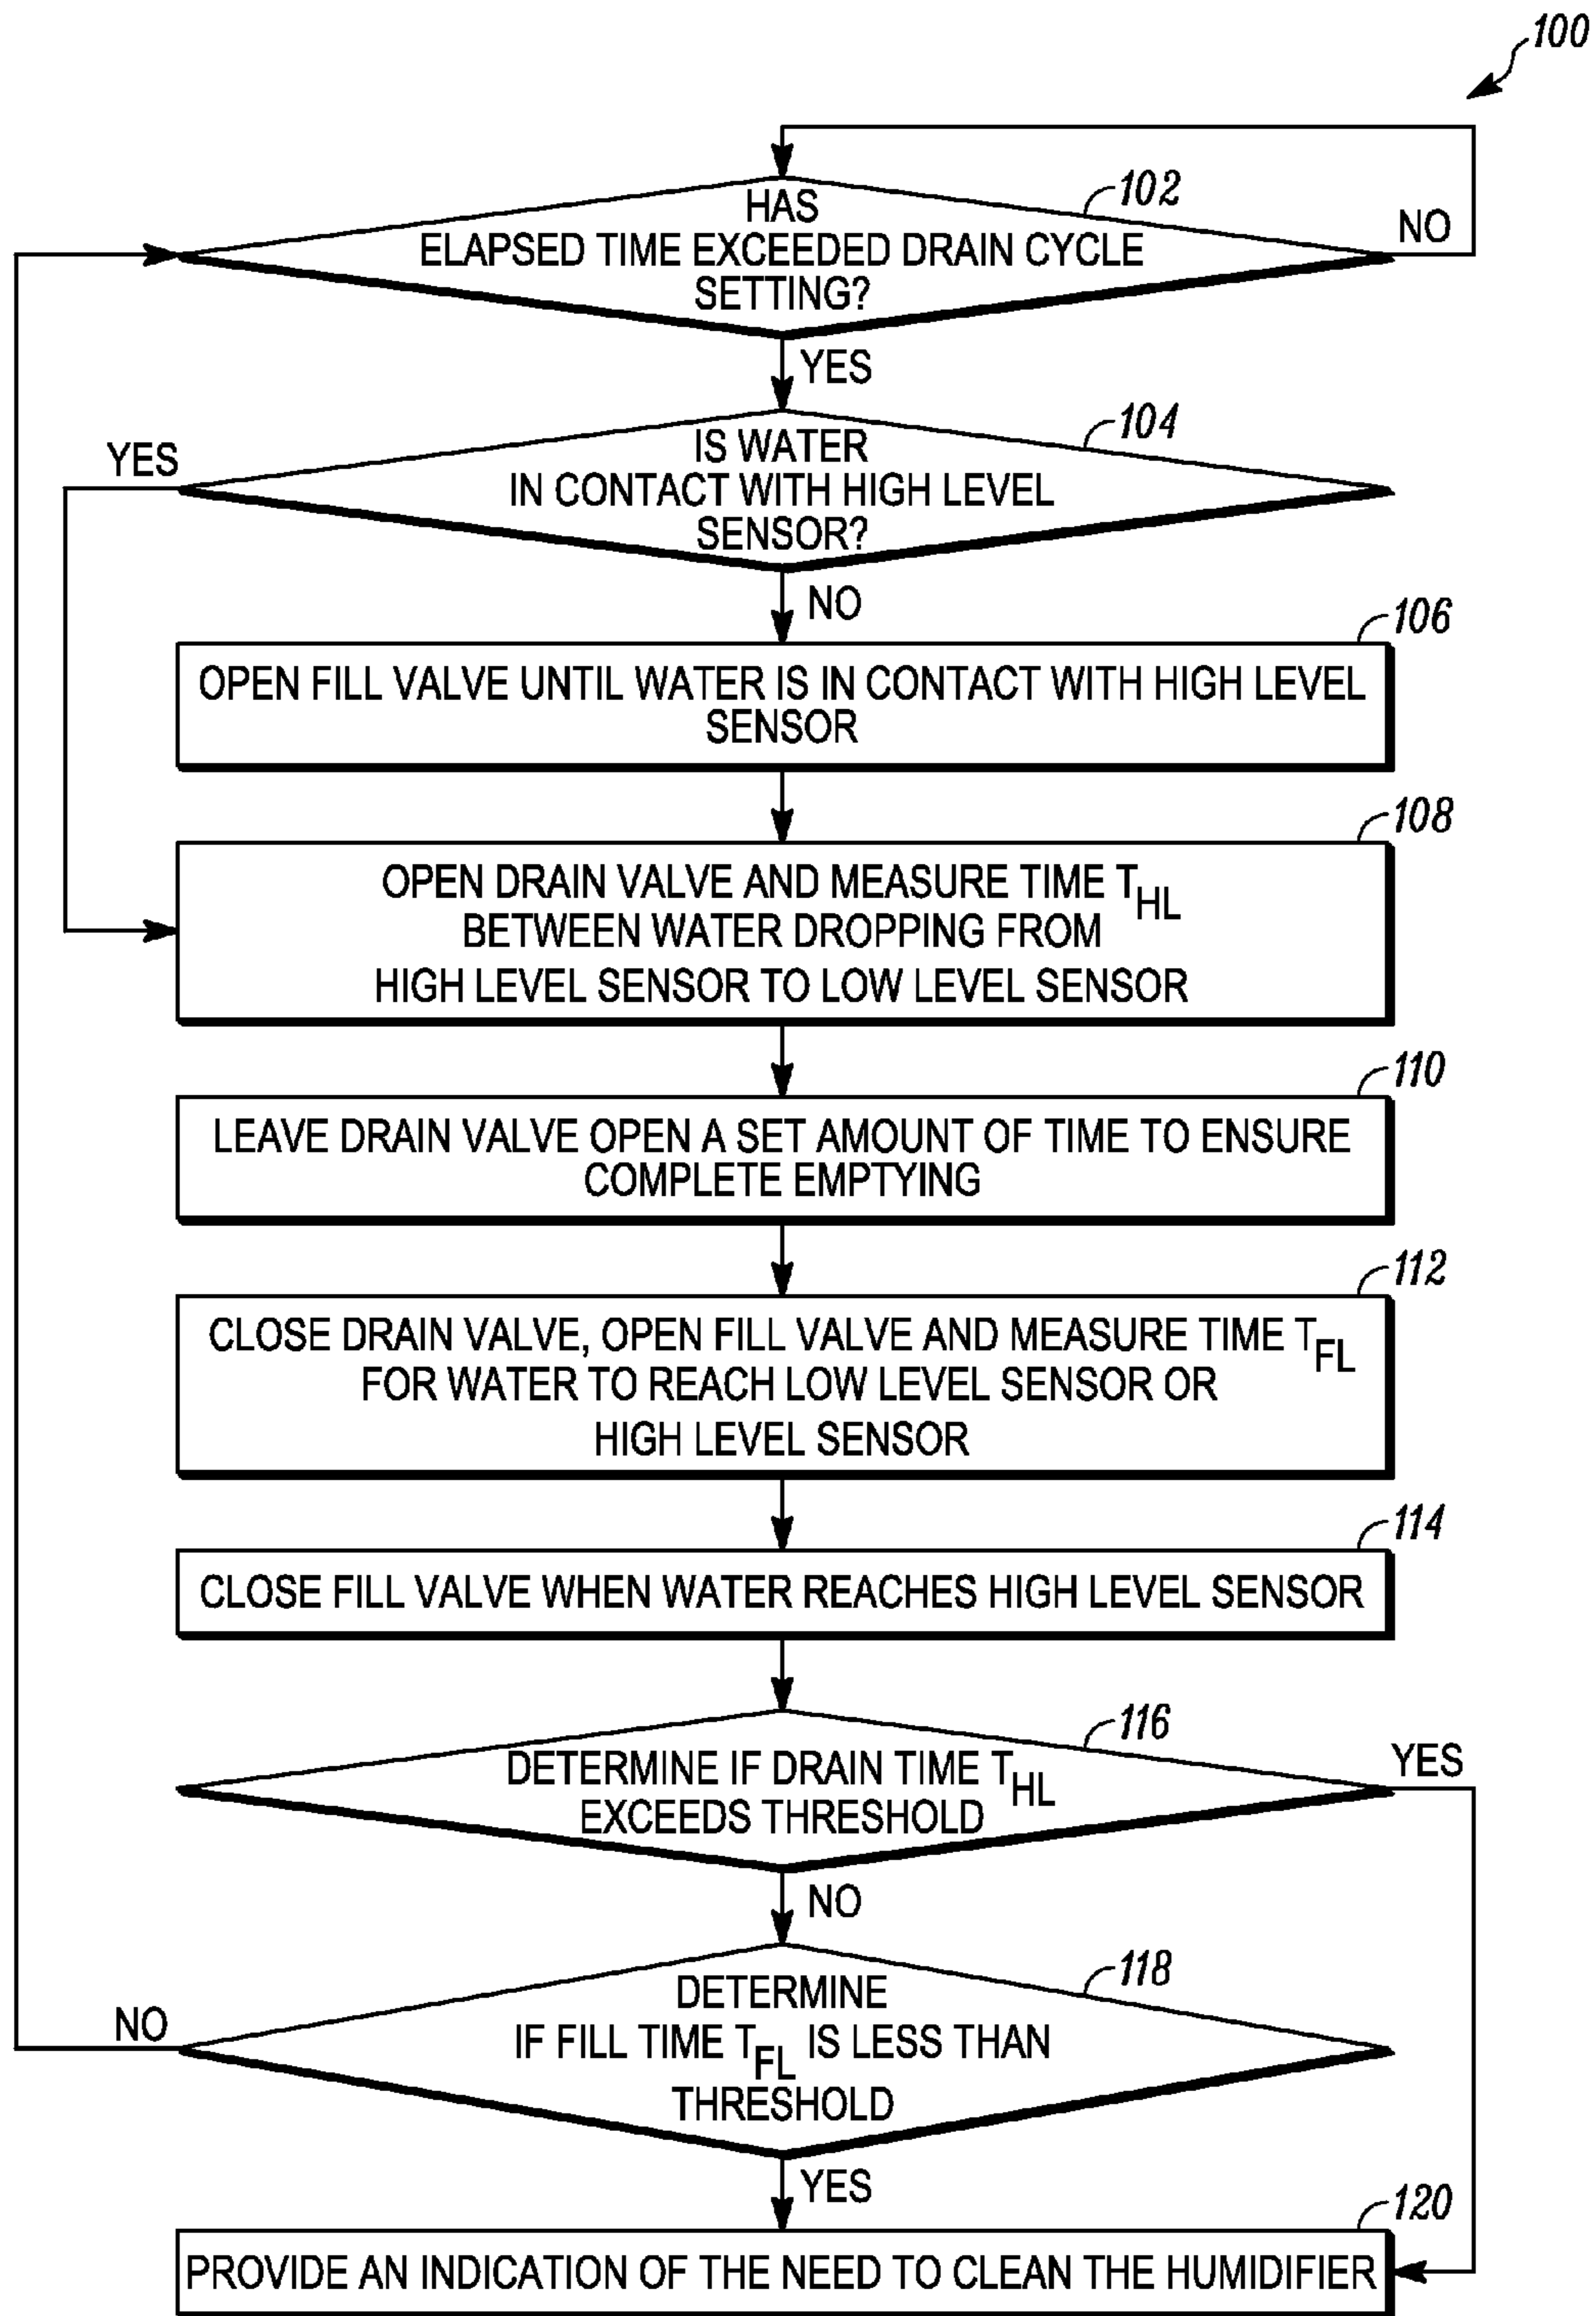 100
102
HAS
ELAPSED TIME EXCEEDED DRAIN CYCLE
SETTING?
NO
YES
104
IS WATER
IN CONTACT WITH HIGH LEVEL
SENSOR?
YES
NO
106
OPEN FILL VALVE UNTIL WATER IS IN CONTACT WITH HIGH LEVEL
SENSOR
108
OPEN DRAIN VALVE AND MEASURE TIME T_HL
BETWEEN WATER DROPPING FROM
HIGH LEVEL SENSOR TO LOW LEVEL SENSOR
110
LEAVE DRAIN VALVE OPEN A SET AMOUNT OF TIME TO ENSURE
COMPLETE EMPTYING
112
CLOSE DRAIN VALVE, OPEN FILL VALVE AND MEASURE TIME T_FL
FOR WATER TO REACH LOW LEVEL SENSOR OR
HIGH LEVEL SENSOR
114
CLOSE FILL VALVE WHEN WATER REACHES HIGH LEVEL SENSOR
116
DETERMINE IF DRAIN TIME T_HL
EXCEEDS THRESHOLD
YES
NO
118
DETERMINE
IF FILL TIME T_FL IS LESS THAN
THRESHOLD
NO
YES
120
PROVIDE AN INDICATION OF THE NEED TO CLEAN THE HUMIDIFIER